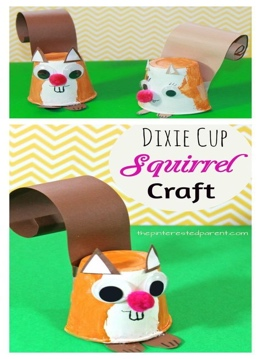 DIXIE CUP
Squirrel
Craft
thepinterestedparent.com